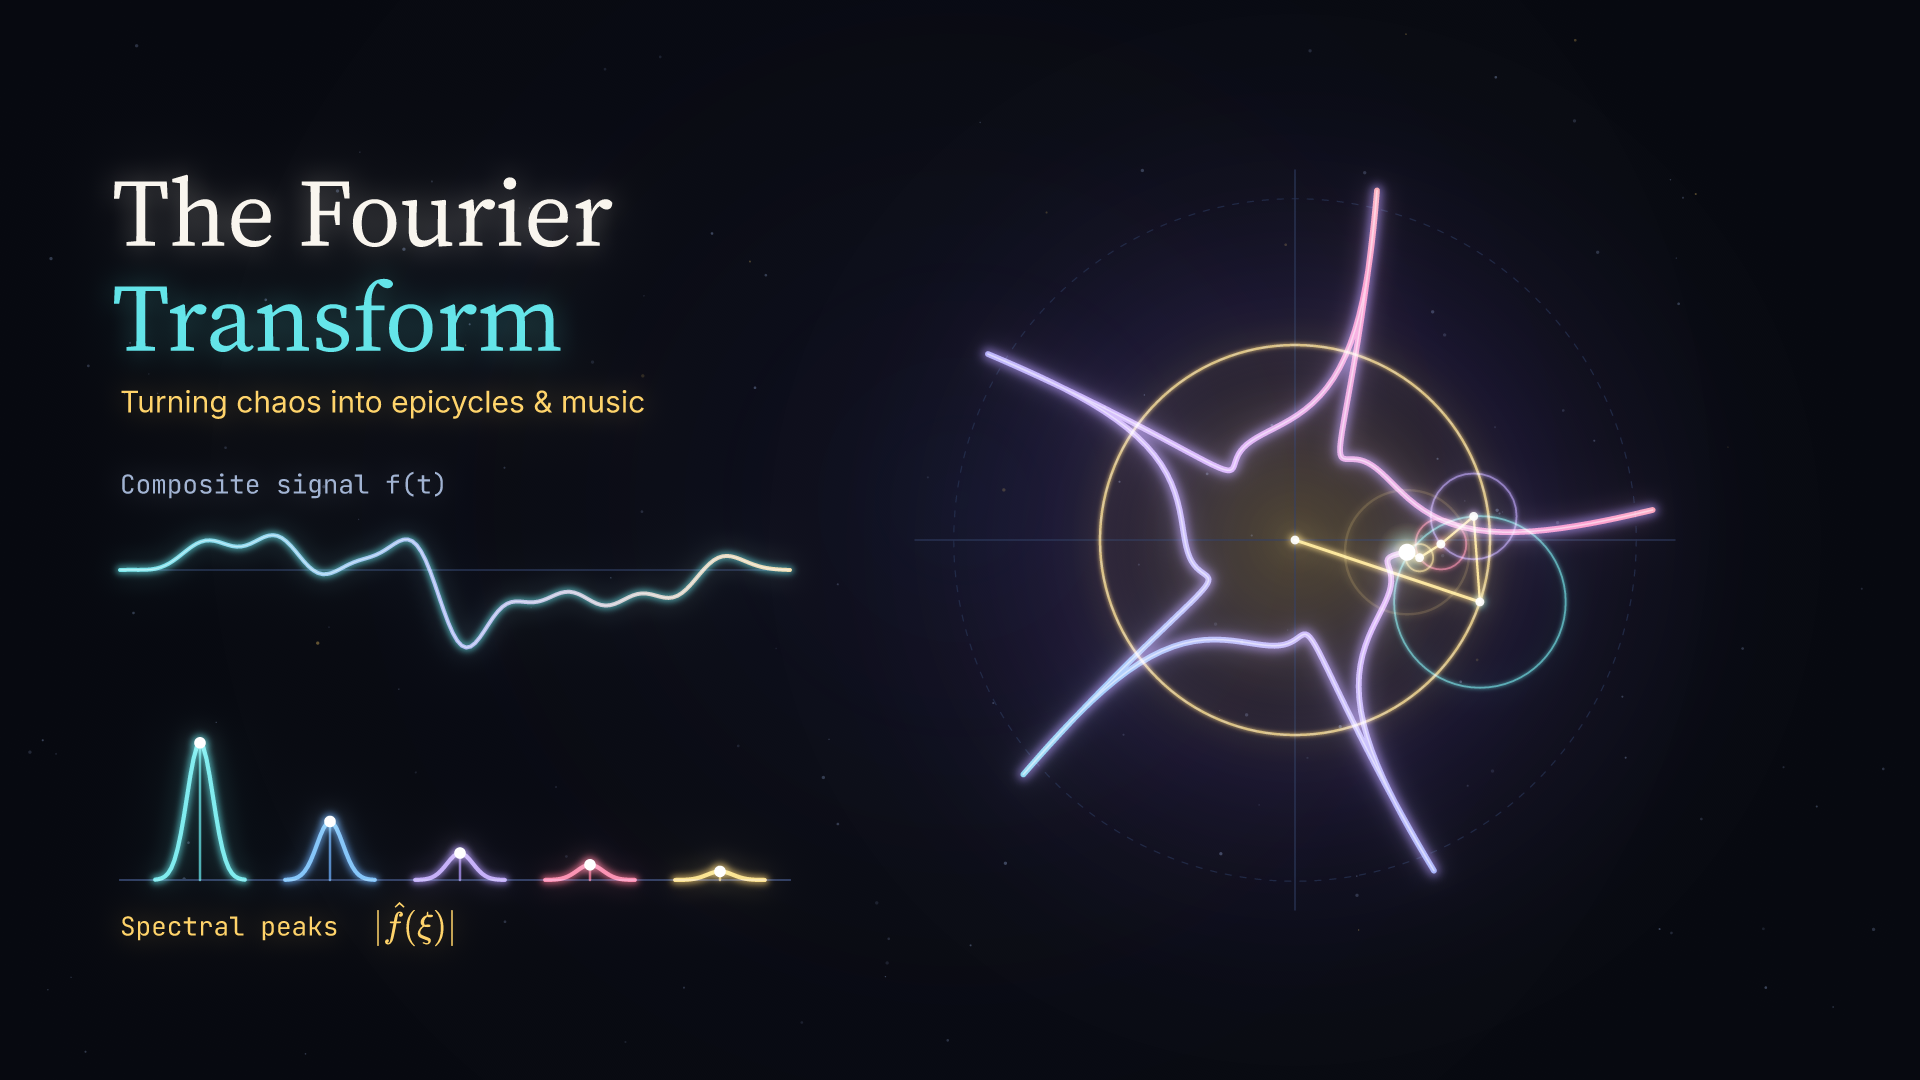 The Fourier
Transform
Turning chaos into epicycles & music
Composite signal f(t)
Spectral peaks |f̂(ξ)|